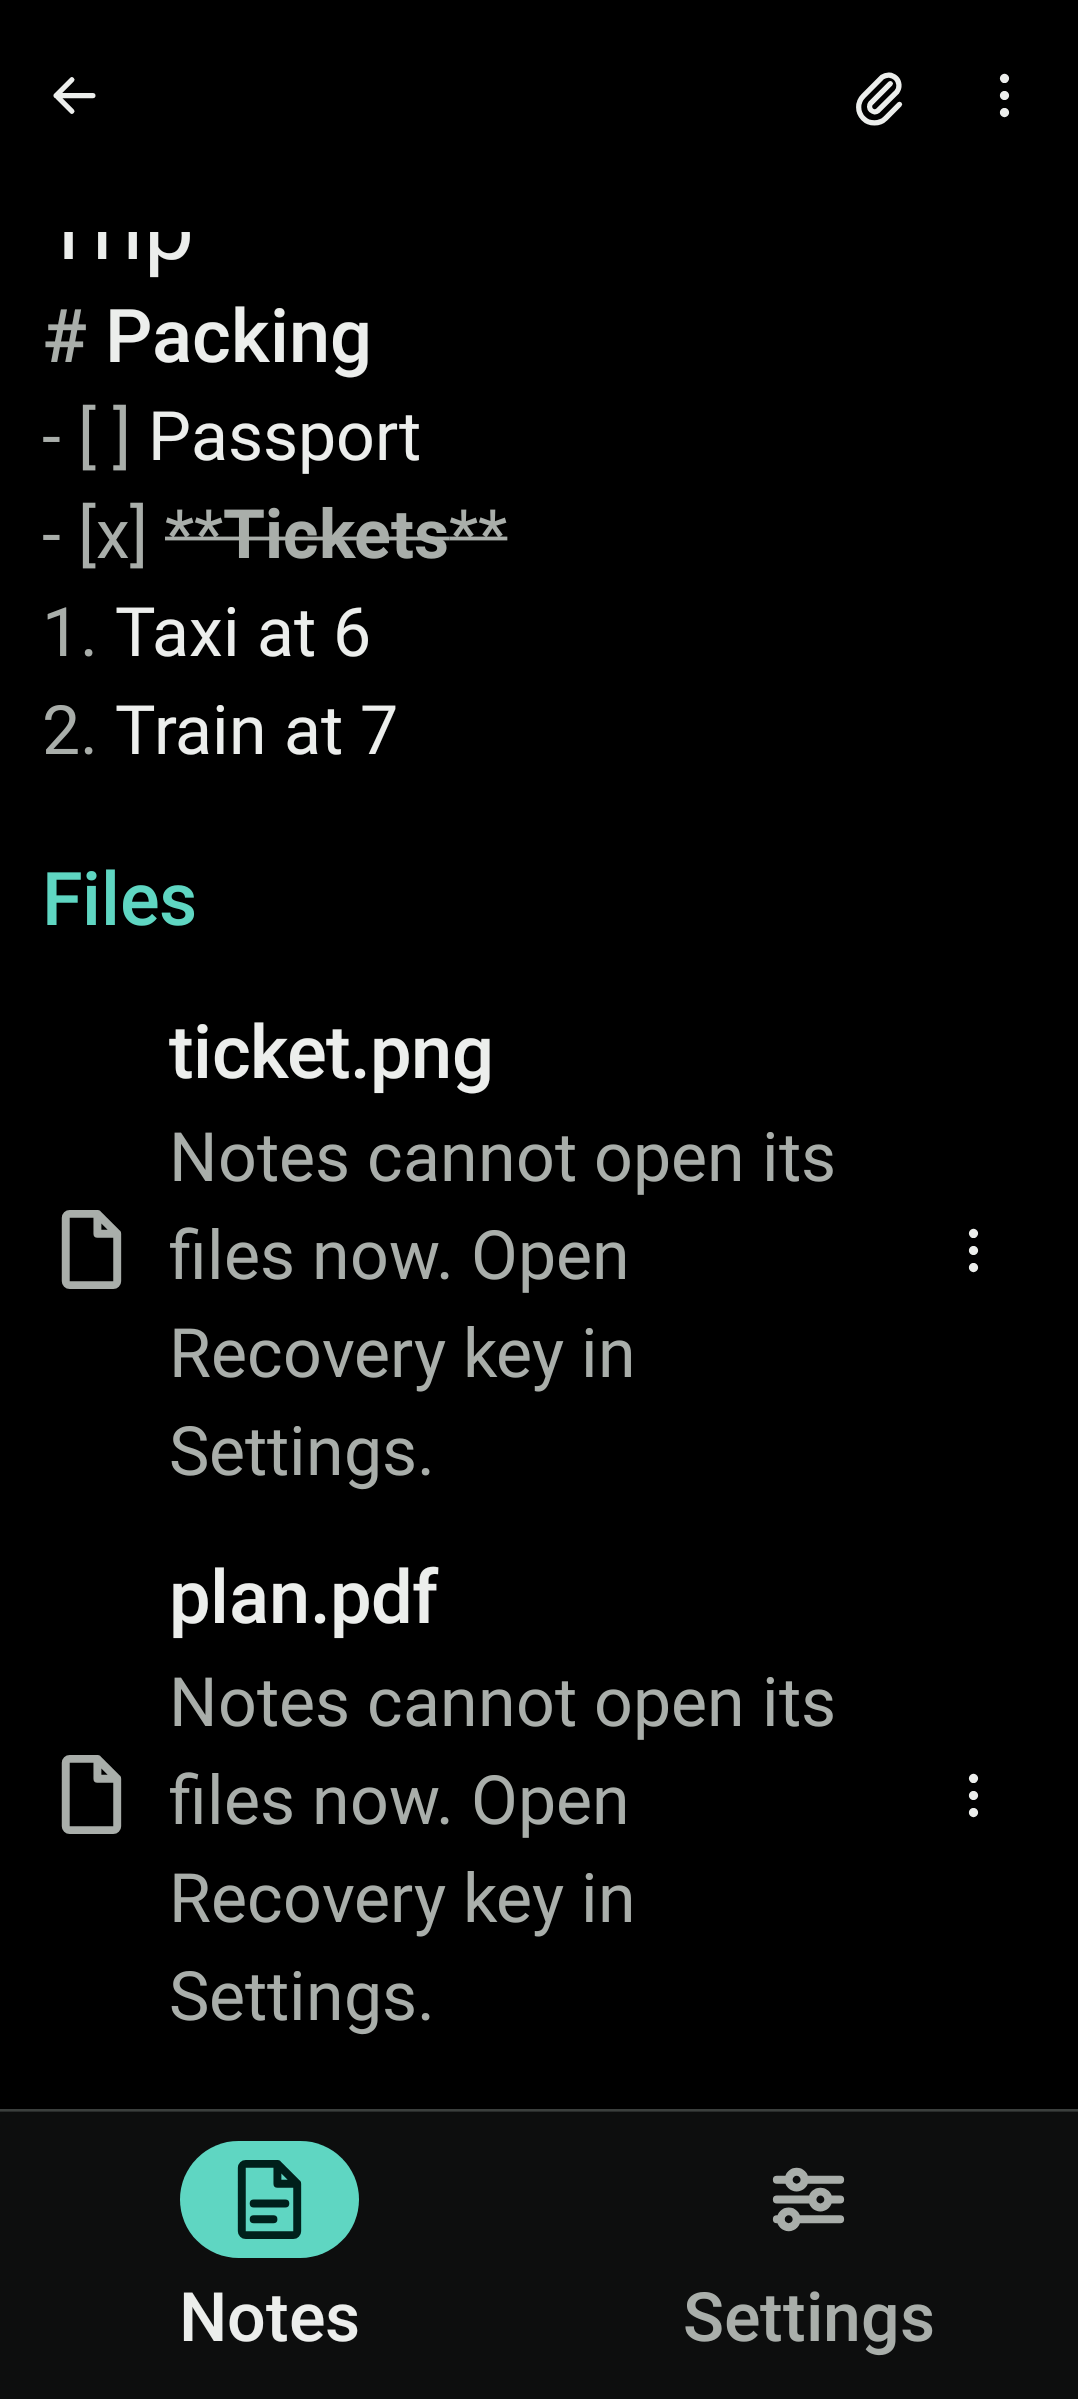 Trip
# Packing
- [ ] Passport
- [x] **Tickets**
1. Taxi at 6
2. Train at 7
Files
ticket.png
Notes cannot open its
files now. Open
Recovery key in
Settings.
plan.pdf
Notes cannot open its
files now. Open
Recovery key in
Settings.
Notes
Settings